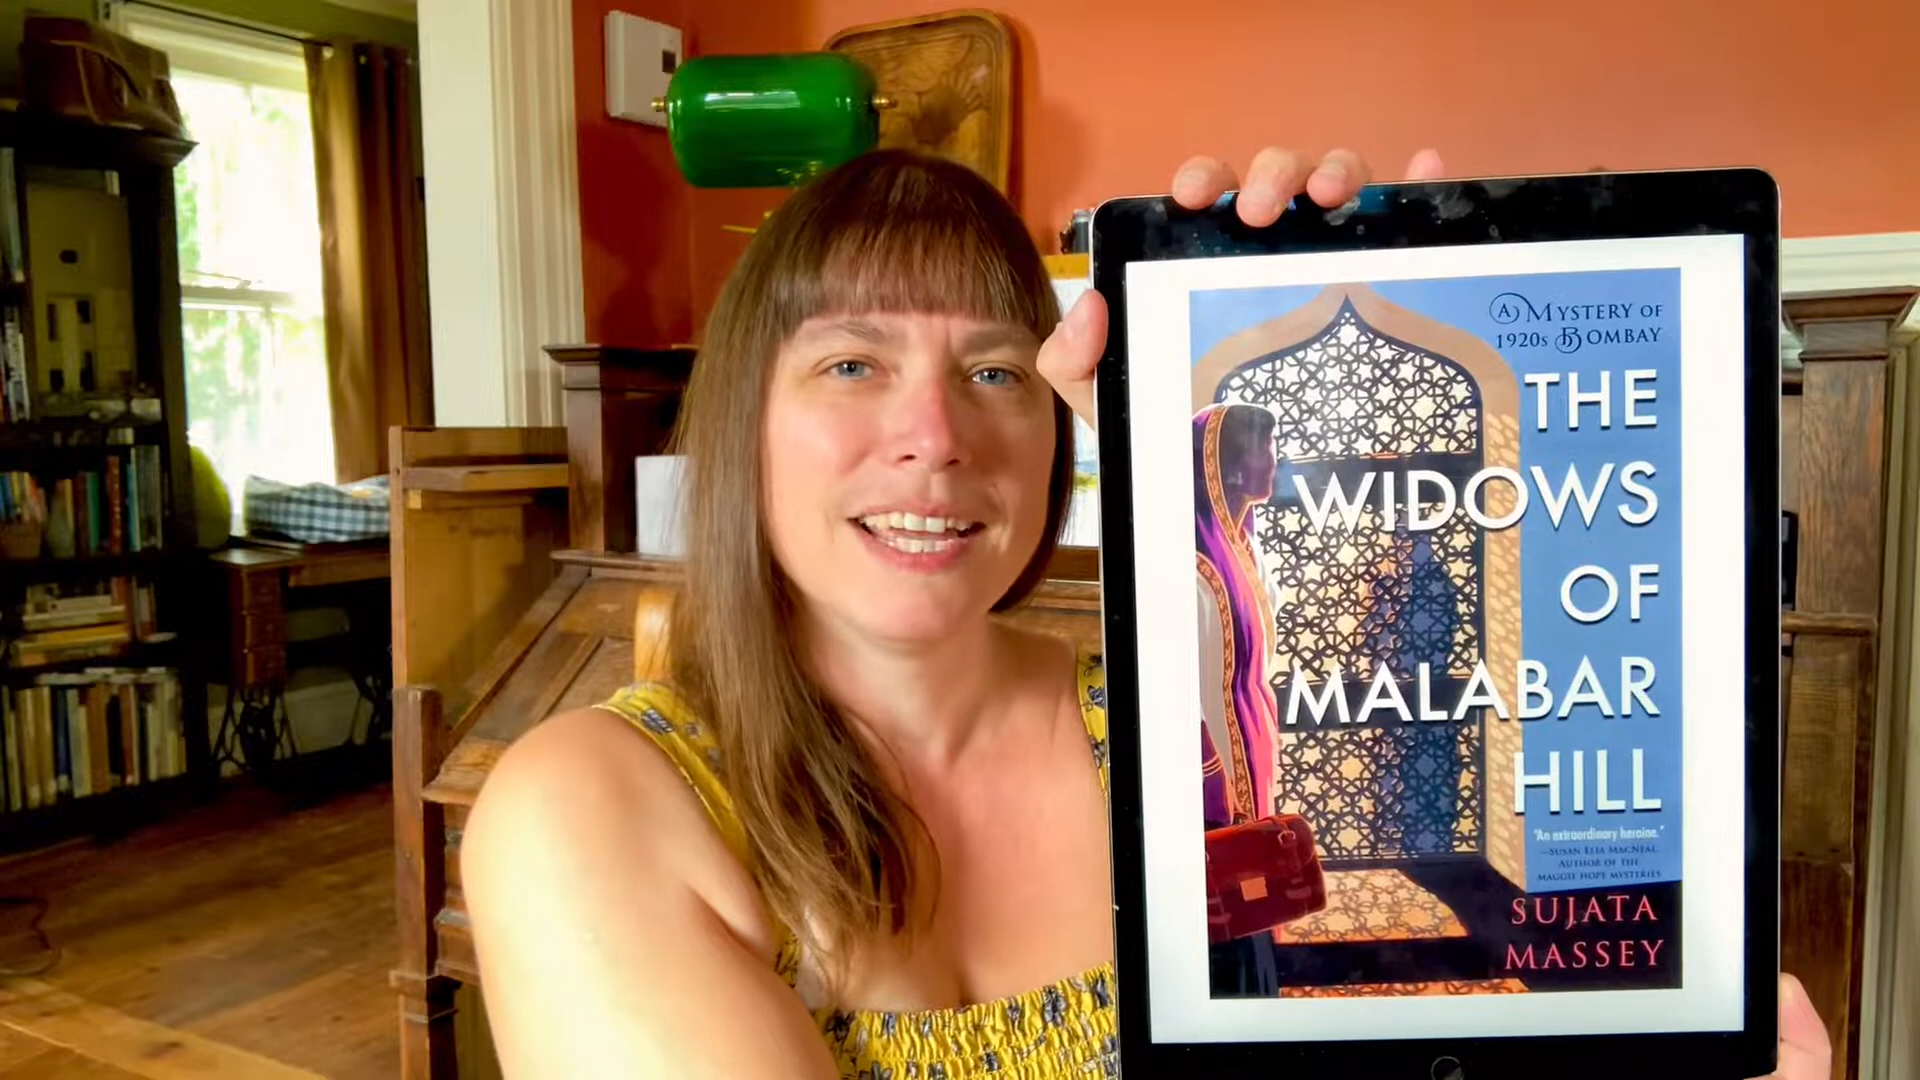 A MYSTERY OF
1920s BOMBAY
THE
WIDOWS
OF
MALABAR
HILL
"An extraordinary heroine."
—SUSAN ELIA MACNEAL,
AUTHOR OF THE
MAGGIE HOPE MYSTERIES
SUJATA
MASSEY